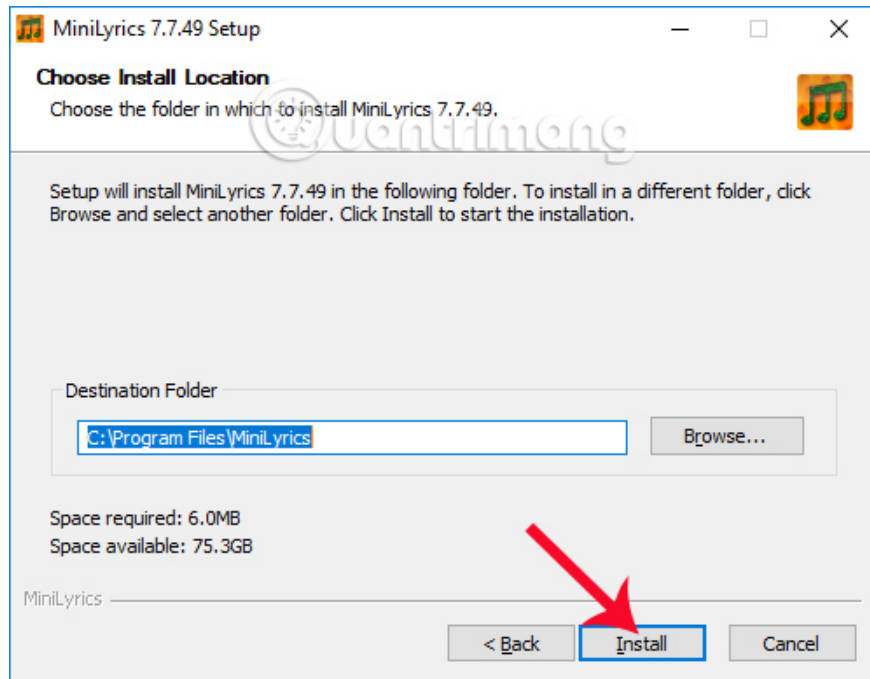 MiniLyrics 7.7.49 Setup
Choose Install Location
Choose the folder in which to install MiniLyrics 7.7.49.
Quantrimang
Setup will install MiniLyrics 7.7.49 in the following folder. To install in a different folder, click
Browse and select another folder. Click Install to start the installation.
Destination Folder
C:\Program Files\MiniLyrics
Browse...
Space required: 6.0MB
Space available: 75.3GB
MiniLyrics
< Back
Install
Cancel